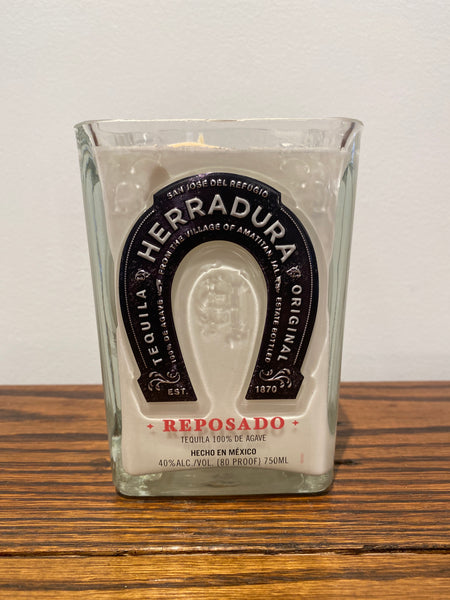 SAN JOSE DEL REFUGIO
HERRADURA
FROM THE VILLAGE OF AMATITAN, JAL.
TEQUILA
100% DE AGAVE
ORIGINAL
ESTATE BOTTLED
EST. 1870
REPOSADO
TEQUILA 100% DE AGAVE
HECHO EN MÉXICO
40%ALC./VOL. (80 PROOF) 750ML